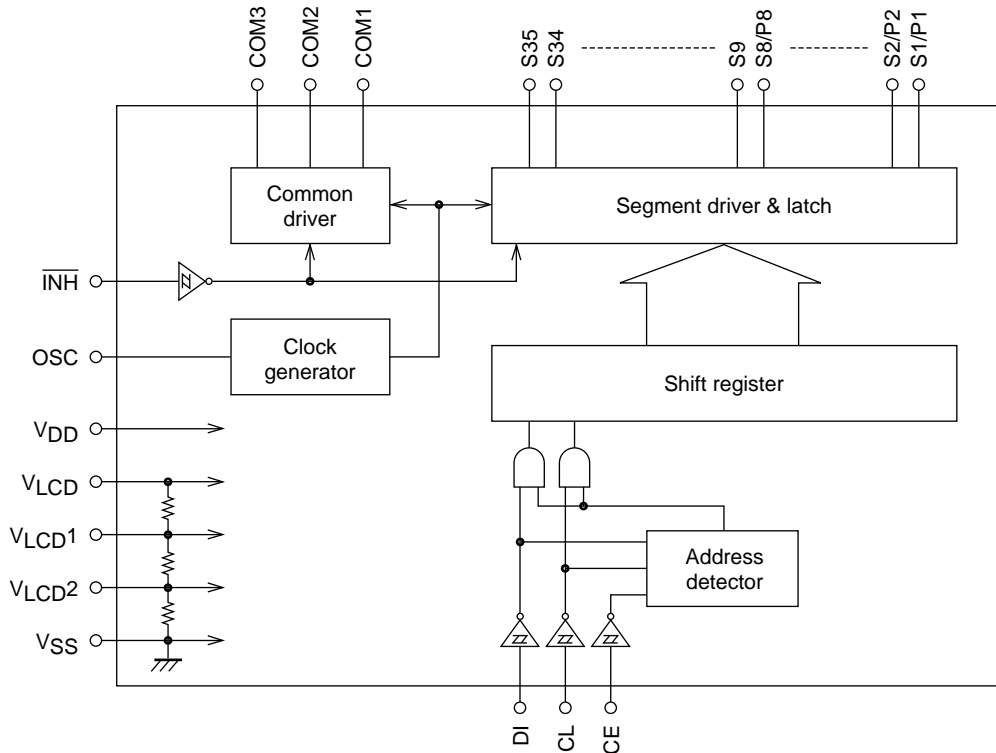 COM3
COM2
COM1
S35
S34
S9
S8/P8
S2/P2
S1/P1
Common
driver
Segment driver & latch
INH
OSC
Clock
generator
Shift register
VDD
VLCD
VLCD1
VLCD2
VSS
Address
detector
DI
CL
CE